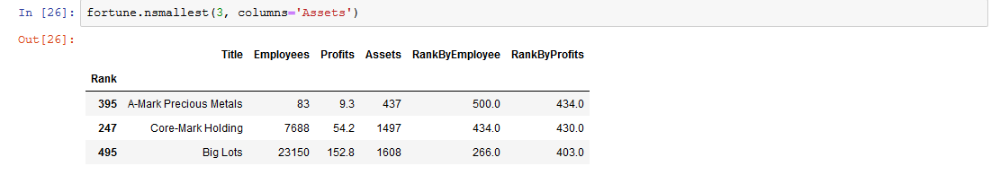 In [26]: fortune.nsmallest(3, columns='Assets')
Out[26]:
Title Employees Profits Assets RankByEmployee RankByProfits
Rank
395 A-Mark Precious Metals 83 9.3 437 500.0 434.0
247 Core-Mark Holding 7688 54.2 1497 434.0 430.0
495 Big Lots 23150 152.8 1608 266.0 403.0